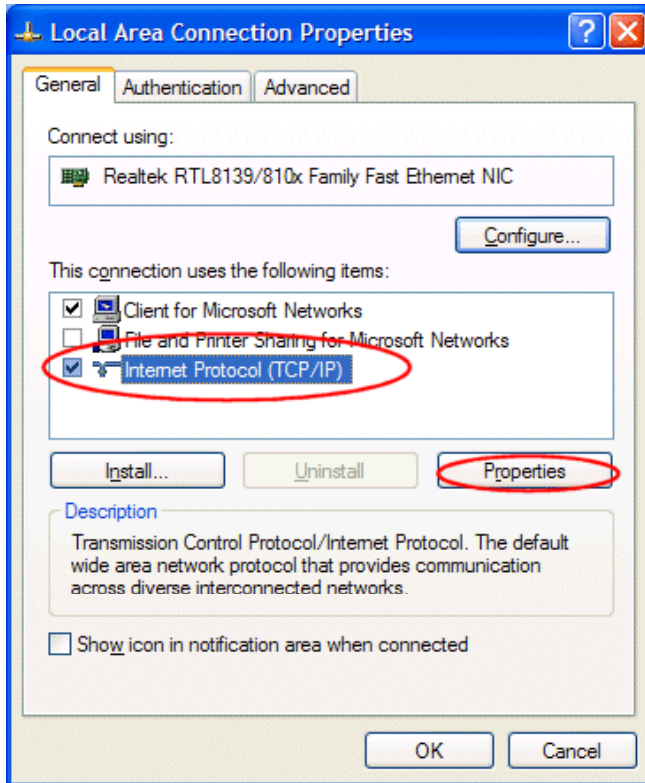 Local Area Connection Properties
General Authentication Advanced
Connect using:
Realtek RTL8139/810x Family Fast Ethernet NIC
Configure...
This connection uses the following items:
Client for Microsoft Networks
File and Printer Sharing for Microsoft Networks
Internet Protocol (TCP/IP)
Install... Uninstall Properties
Description
Transmission Control Protocol/Internet Protocol. The default
wide area network protocol that provides communication
across diverse interconnected networks.
Show icon in notification area when connected
OK Cancel